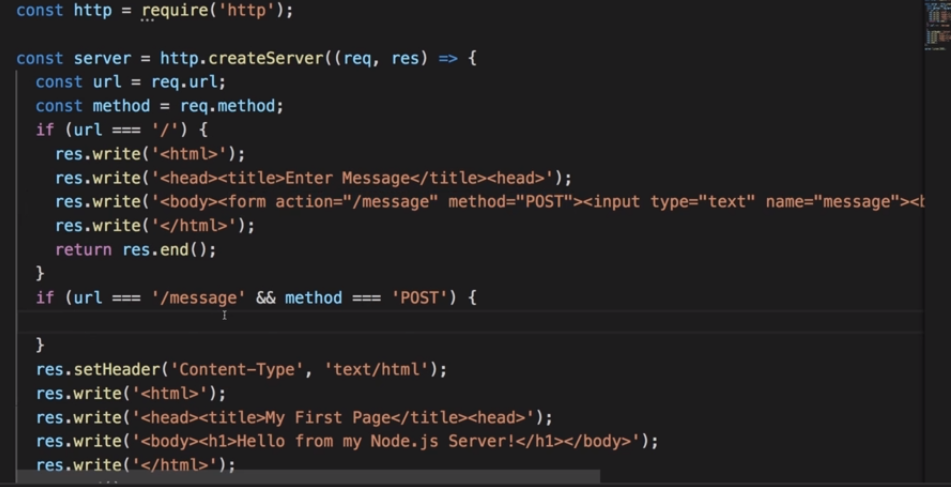 const http = require('http');
const server = http.createServer((req, res) => {
const url = req.url;
const method = req.method;
if (url === '/') {
res.write('<html>');
res.write('<head><title>Enter Message</title><head>');
res.write('<body><form action="/message" method="POST"><input type="text" name="message"><b
res.write('</html>');
return res.end();
}
if (url === '/message' && method === 'POST') {
}
res.setHeader('Content-Type', 'text/html');
res.write('<html>');
res.write('<head><title>My First Page</title><head>');
res.write('<body><h1>Hello from my Node.js Server!</h1></body>');
res.write('</html>');